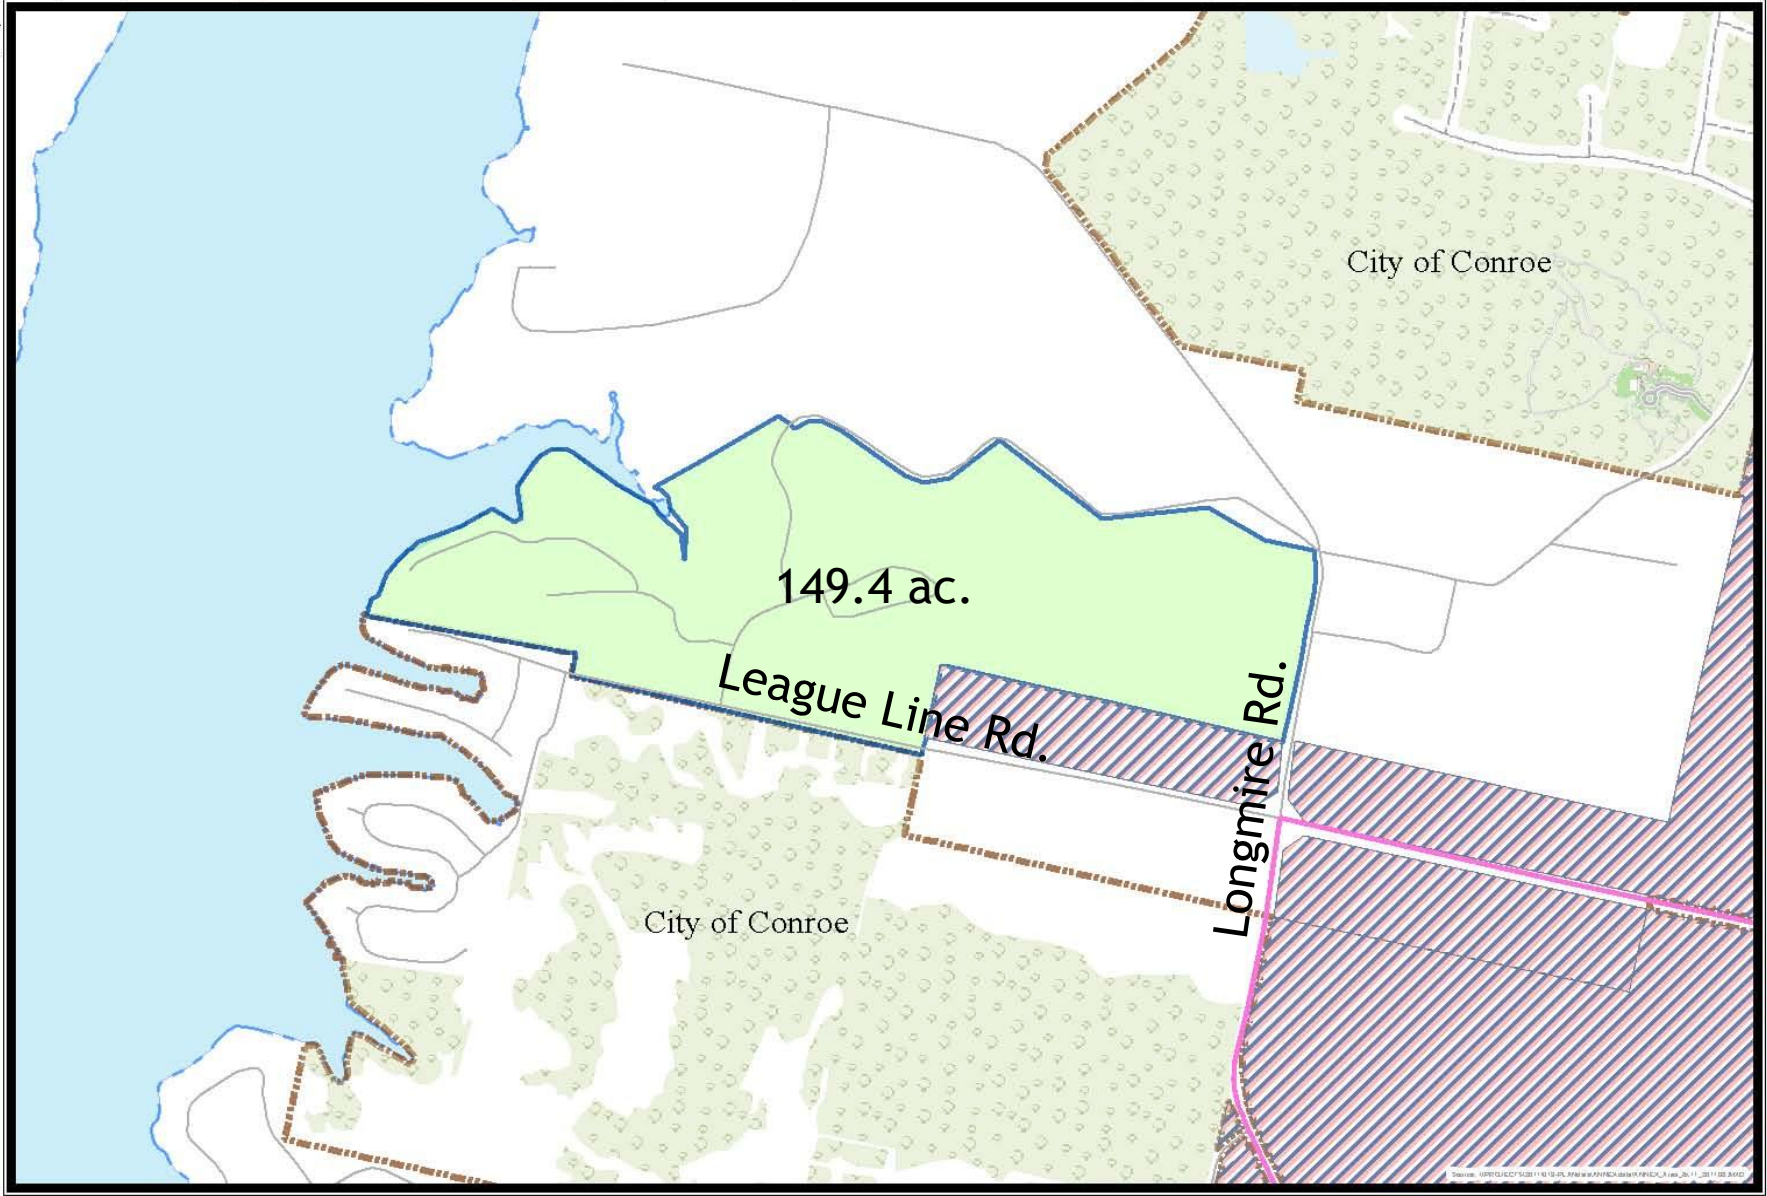 City of Conroe
149.4 ac.
League Line Rd.
Longmire Rd.
City of Conroe